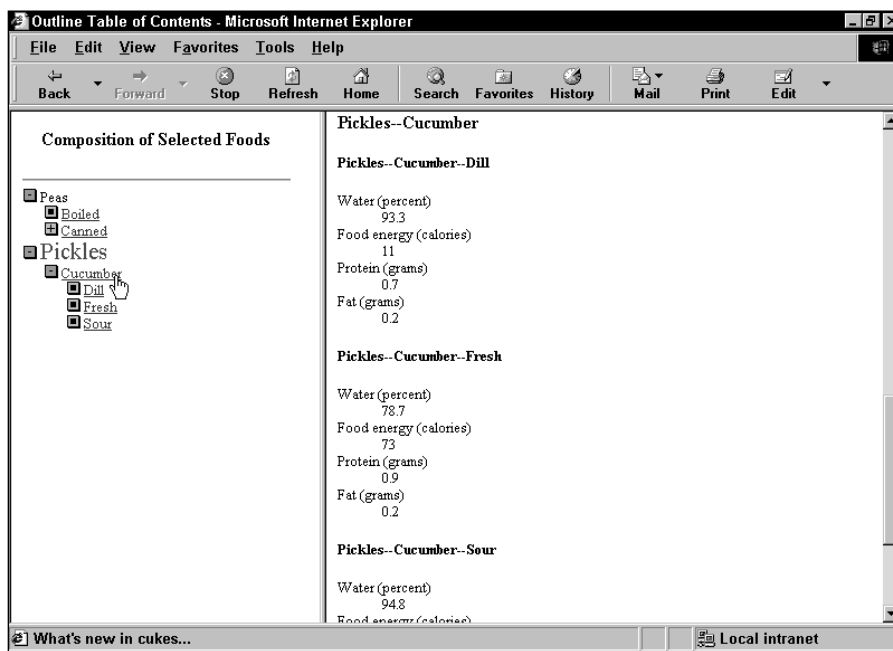 Outline Table of Contents - Microsoft Internet Explorer
File Edit View Favorites Tools Help
Back Forward Stop Refresh Home Search Favorites History Mail Print Edit
Composition of Selected Foods
Peas
Boiled
Canned
Pickles
Cucumber
Dill
Fresh
Sour
Pickles--Cucumber
Pickles--Cucumber--Dill
Water (percent)
93.3
Food energy (calories)
11
Protein (grams)
0.7
Fat (grams)
0.2
Pickles--Cucumber--Fresh
Water (percent)
78.7
Food energy (calories)
73
Protein (grams)
0.9
Fat (grams)
0.2
Pickles--Cucumber--Sour
Water (percent)
94.8
Food energy (calories)
What's new in cukes...
Local intranet